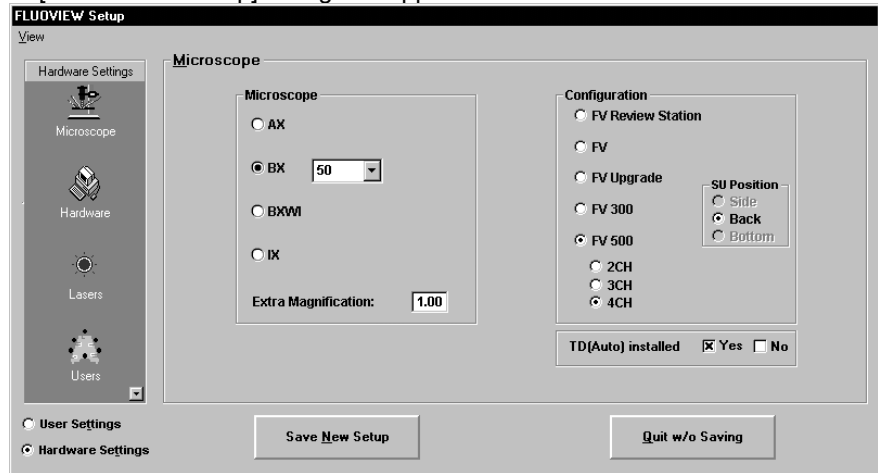 FLUOVIEW Setup
View
Hardware Settings
Microscope
Hardware
Lasers
Users
User Settings
Hardware Settings
Microscope
Microscope
AX
BX 50
BXWI
IX
Extra Magnification: 1.00
Configuration
FV Review Station
FV
FV Upgrade
FV 300
FV 500
2CH
3CH
4CH
SU Position
Side
Back
Bottom
TD(Auto) installed Yes No
Save New Setup
Quit w/o Saving